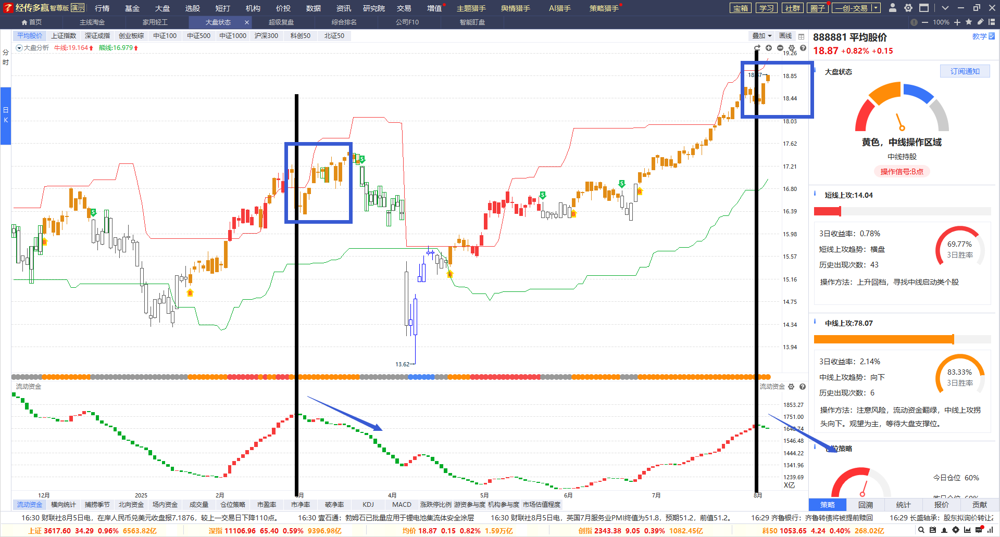 经传多赢 智尊版 演示 行情 基金 大盘 选股 短打 机构 价投 数据 资讯 研究院 交易 增值 主题猎手 舆情猎手 AI猎手 策略猎手 宝箱 学习 社群 圈子 一创-交易
首页 主线淘金 家用轻工 大盘状态 × 超级复盘 综合排名 公司F10 智能盯盘 100%
平均股价 上证指数 深证成指 创业板综 中证100 中证500 中证1000 沪深300 科创50 北证50 叠加 画线
888881 平均股价 教学
18.87 +0.82% +0.15
大盘分析 牛线:19.164 熊线:16.979
分时
日K
19.26
18.85
18.44
18.03
17.62
17.21
16.80
16.39
15.98
15.57
15.16
14.75
14.34
13.94
13.62
S
B
B
S
B
S
B
S
B
大盘状态 订阅通知
黄色，中线操作区域
中线持股
操作信号:B点
短线上攻:14.04
3日收益率：0.78%
短线上攻趋势：横盘
历史出现次数：43
69.77%
3日胜率
操作方法：上升回档，寻找中线启动类个股
中线上攻:78.07
3日收益率：2.14%
中线上攻趋势：向下
历史出现次数：6
83.33%
3日胜率
操作方法：注意风险，流动资金翻绿，中线上攻拐
头向下。观望为主，等待大盘支撑位。
位策略
今日仓位 60%
流动资金 流动资金
1853.27
1751.00
1546.48
1444.22
1341.96
1239.69
X亿
12月 2025 2月 4月 5月 6月 7月 8月
流动资金 横向统计 捕捞季节 北向资金 场内资金 成交量 仓位策略 市盈率 市净率 破净率 KDJ MACD 涨跌停比例 游资参与度 机构参与度 市场估值程度
策略 回溯 统计 报价 贡献
16:30 财联社8月5日电，在岸人民币兑美元收盘报7.1876，较上一交易日下降110点。 16:30 壹石通：勃姆石已批量应用于锂电池集流体安全涂层 16:30 财联社8月5日电，英国7月服务业PMI终值为51.8，预期51.2，前值51.2。 16:29 齐鲁银行：齐鲁转债将被提前赎回 16:29 长盛轴承：股东拟询价转让2
上证 3617.60 34.29 0.96% 6563.82亿 深指 11106.96 65.40 0.59% 9396.98亿 均价 18.87 0.15 0.82% 1.59万亿 创指 2343.38 9.05 0.39% 1082.45亿 科50 1053.65 4.24 0.40% 268.02亿